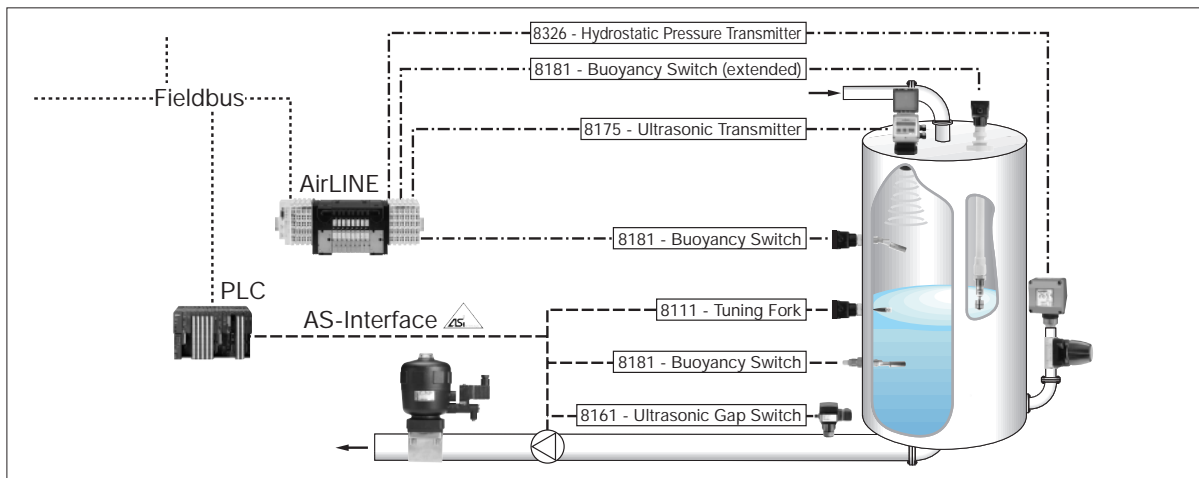 8326 - Hydrostatic Pressure Transmitter
8181 - Buoyancy Switch (extended)
Fieldbus
8175 - Ultrasonic Transmitter
AirLINE
8181 - Buoyancy Switch
PLC
AS-Interface
ASi
8111 - Tuning Fork
8181 - Buoyancy Switch
8161 - Ultrasonic Gap Switch